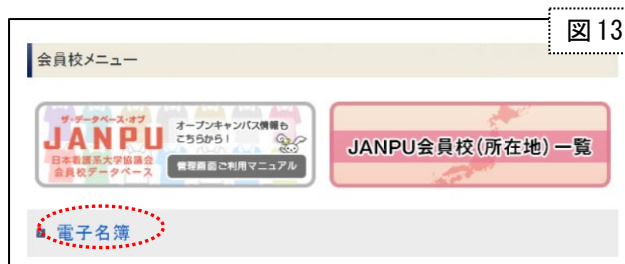 図13
会員校メニュー
ザ・データベース・オブ
JANPU
日本看護系大学協議会
会員校データベース
オープンキャンパス情報も
こちらから！
管理画面ご利用マニュアル
JANPU会員校(所在地)一覧
電子名簿